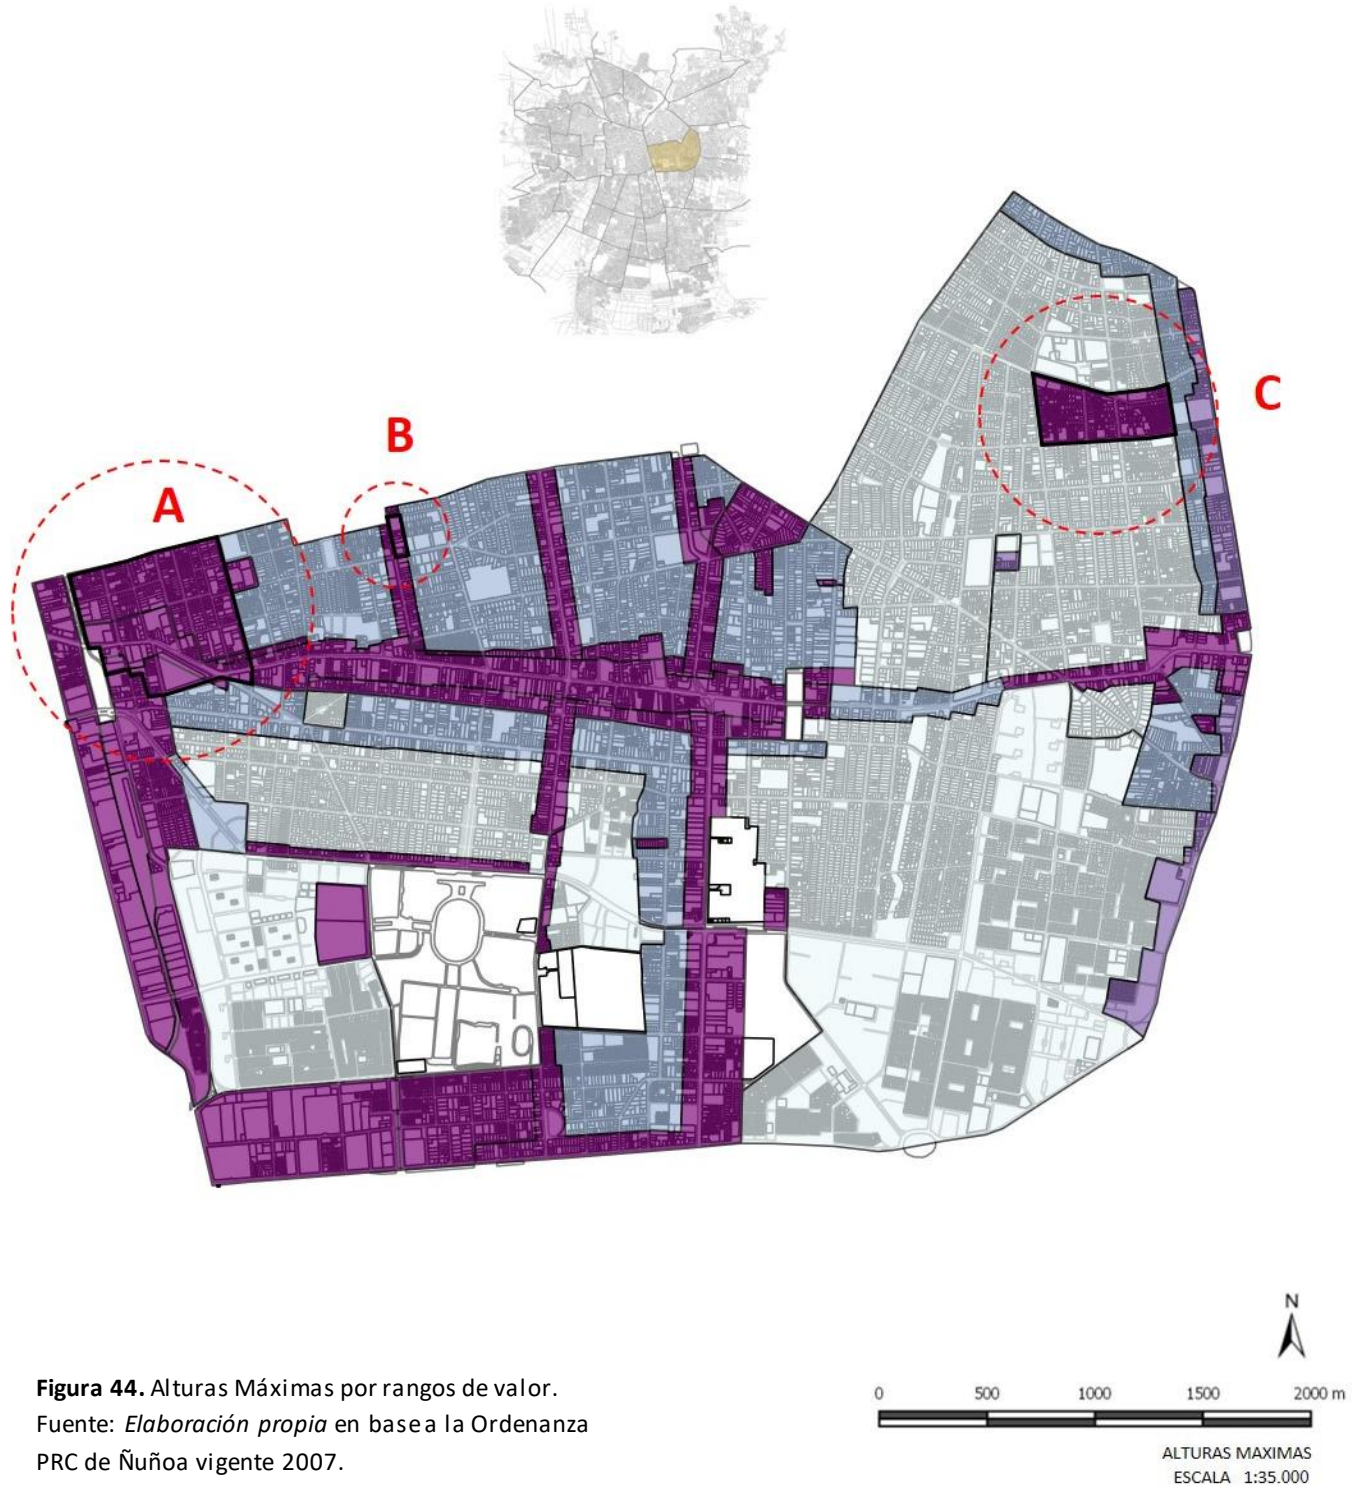 C
B
A
N
0 500 1000 1500 2000 m
ALTURAS MAXIMAS
ESCALA 1:35.000
Figura 44. Alturas Máximas por rangos de valor.
Fuente: Elaboración propia en base a la Ordenanza
PRC de Ñuñoa vigente 2007.